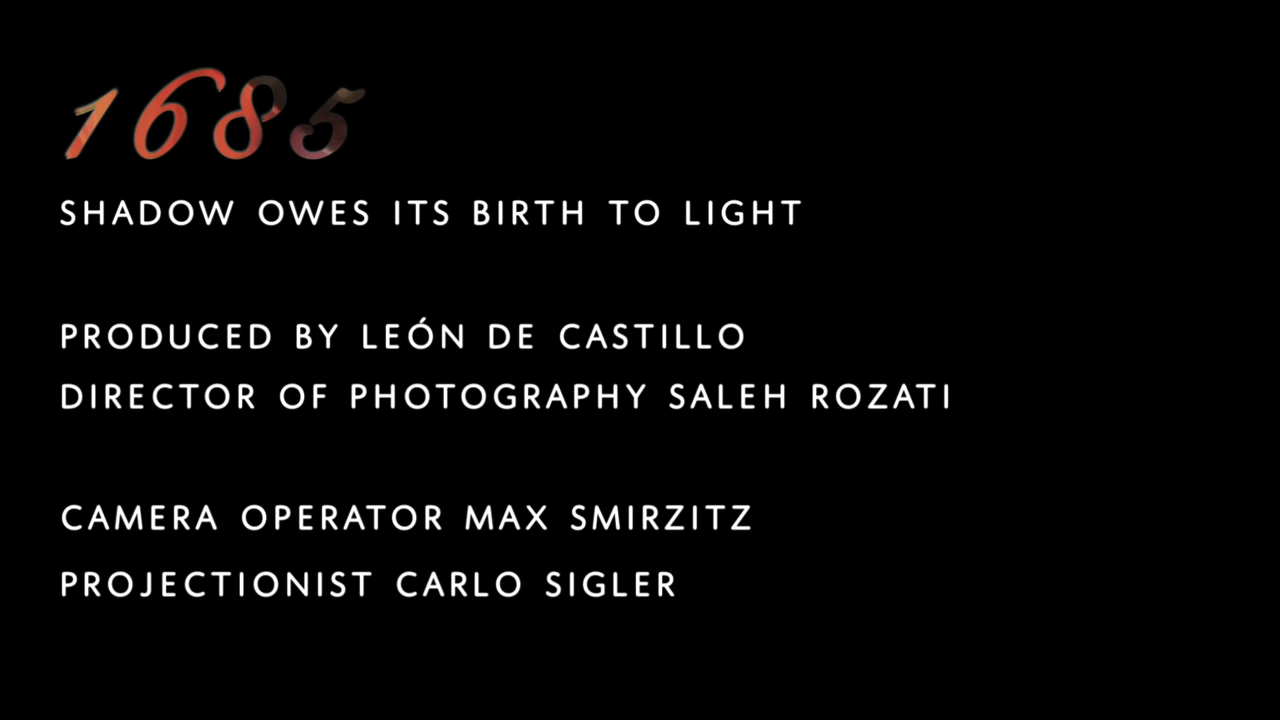 1685
SHADOW OWES ITS BIRTH TO LIGHT
PRODUCED BY LEÓN DE CASTILLO
DIRECTOR OF PHOTOGRAPHY SALEH ROZATI
CAMERA OPERATOR MAX SMIRZITZ
PROJECTIONIST CARLO SIGLER